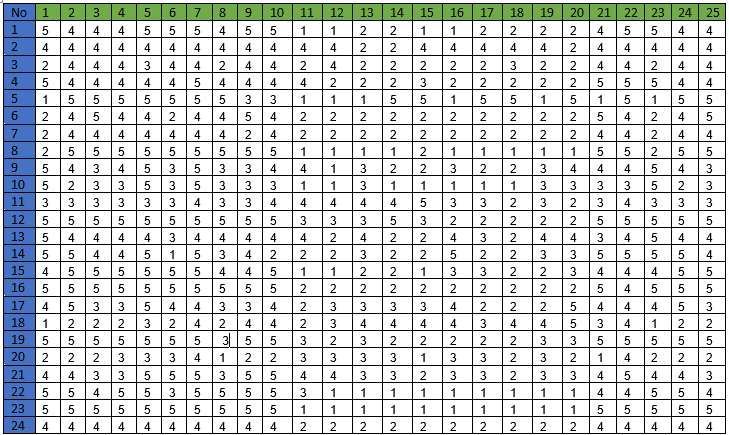 No 1 2 3 4 5 6 7 8 9 10 11 12 13 14 15 16 17 18 19 20 21 22 23 24 25
1 5 4 4 4 5 5 5 4 5 5 1 1 2 2 1 1 2 2 2 2 4 5 5 4 4
2 4 4 4 4 4 4 4 4 4 4 4 4 2 2 4 4 4 4 4 2 4 4 4 4 4
3 2 4 4 4 3 4 4 2 4 4 2 4 2 2 2 2 2 3 2 2 4 4 2 4 4
4 5 4 4 4 4 4 5 4 4 4 4 2 2 2 3 2 2 2 2 2 5 5 5 4 4
5 1 5 5 5 5 5 5 5 3 3 1 1 1 5 5 1 5 5 1 5 1 5 1 5 5
6 2 4 5 4 4 2 4 4 5 4 2 2 2 2 2 2 2 2 2 2 5 4 2 4 5
7 2 4 4 4 4 4 4 4 2 4 2 2 2 2 2 2 2 2 2 2 4 4 2 4 4
8 2 5 5 5 5 5 5 5 5 5 1 1 1 1 2 1 1 1 1 1 5 5 2 5 5
9 5 4 3 4 5 3 5 3 3 4 4 1 3 2 2 3 2 2 3 4 4 4 5 4 3
10 5 2 3 3 5 3 5 3 3 3 1 1 3 1 1 1 1 1 3 3 3 3 5 2 3
11 3 3 3 3 3 3 4 3 4 4 4 4 4 4 5 3 3 2 3 2 3 4 3 3 3
12 5 5 5 5 5 5 5 5 5 5 3 3 3 5 3 2 2 2 2 2 5 5 5 5 5
13 5 4 4 4 4 3 4 4 4 4 4 2 4 2 2 4 3 2 4 4 3 4 5 4 4
14 5 5 4 4 5 1 5 3 4 2 2 2 3 2 2 5 2 2 3 3 5 5 5 5 4
15 4 5 5 5 5 5 5 4 4 5 1 1 2 2 1 3 3 2 2 3 4 4 4 5 5
16 5 5 5 5 5 5 5 5 5 5 2 2 2 2 2 2 2 2 2 2 5 5 5 5 5
17 4 5 3 3 5 4 4 3 3 4 2 3 3 3 3 4 2 2 2 5 4 4 4 5 3
18 1 2 2 2 3 2 4 2 4 4 2 3 4 4 4 4 3 4 4 5 3 4 1 2 2
19 5 5 5 5 5 5 5 3 5 5 3 2 3 2 2 2 2 2 2 2 5 5 5 5 5
20 2 2 2 3 3 3 4 1 2 2 3 3 3 3 1 3 3 2 2 3 1 4 2 2 2
21 4 4 3 3 5 5 5 3 5 5 4 4 3 3 2 3 3 2 3 3 4 5 4 4 3
22 5 5 4 5 5 3 5 5 5 5 3 1 1 1 1 1 1 1 1 1 4 4 5 5 4
23 5 5 5 5 5 5 5 5 5 5 1 1 1 1 1 1 1 1 1 1 5 5 5 5 5
24 4 4 4 4 4 4 4 4 4 4 2 2 2 2 2 2 2 2 2 2 4 4 4 4 4